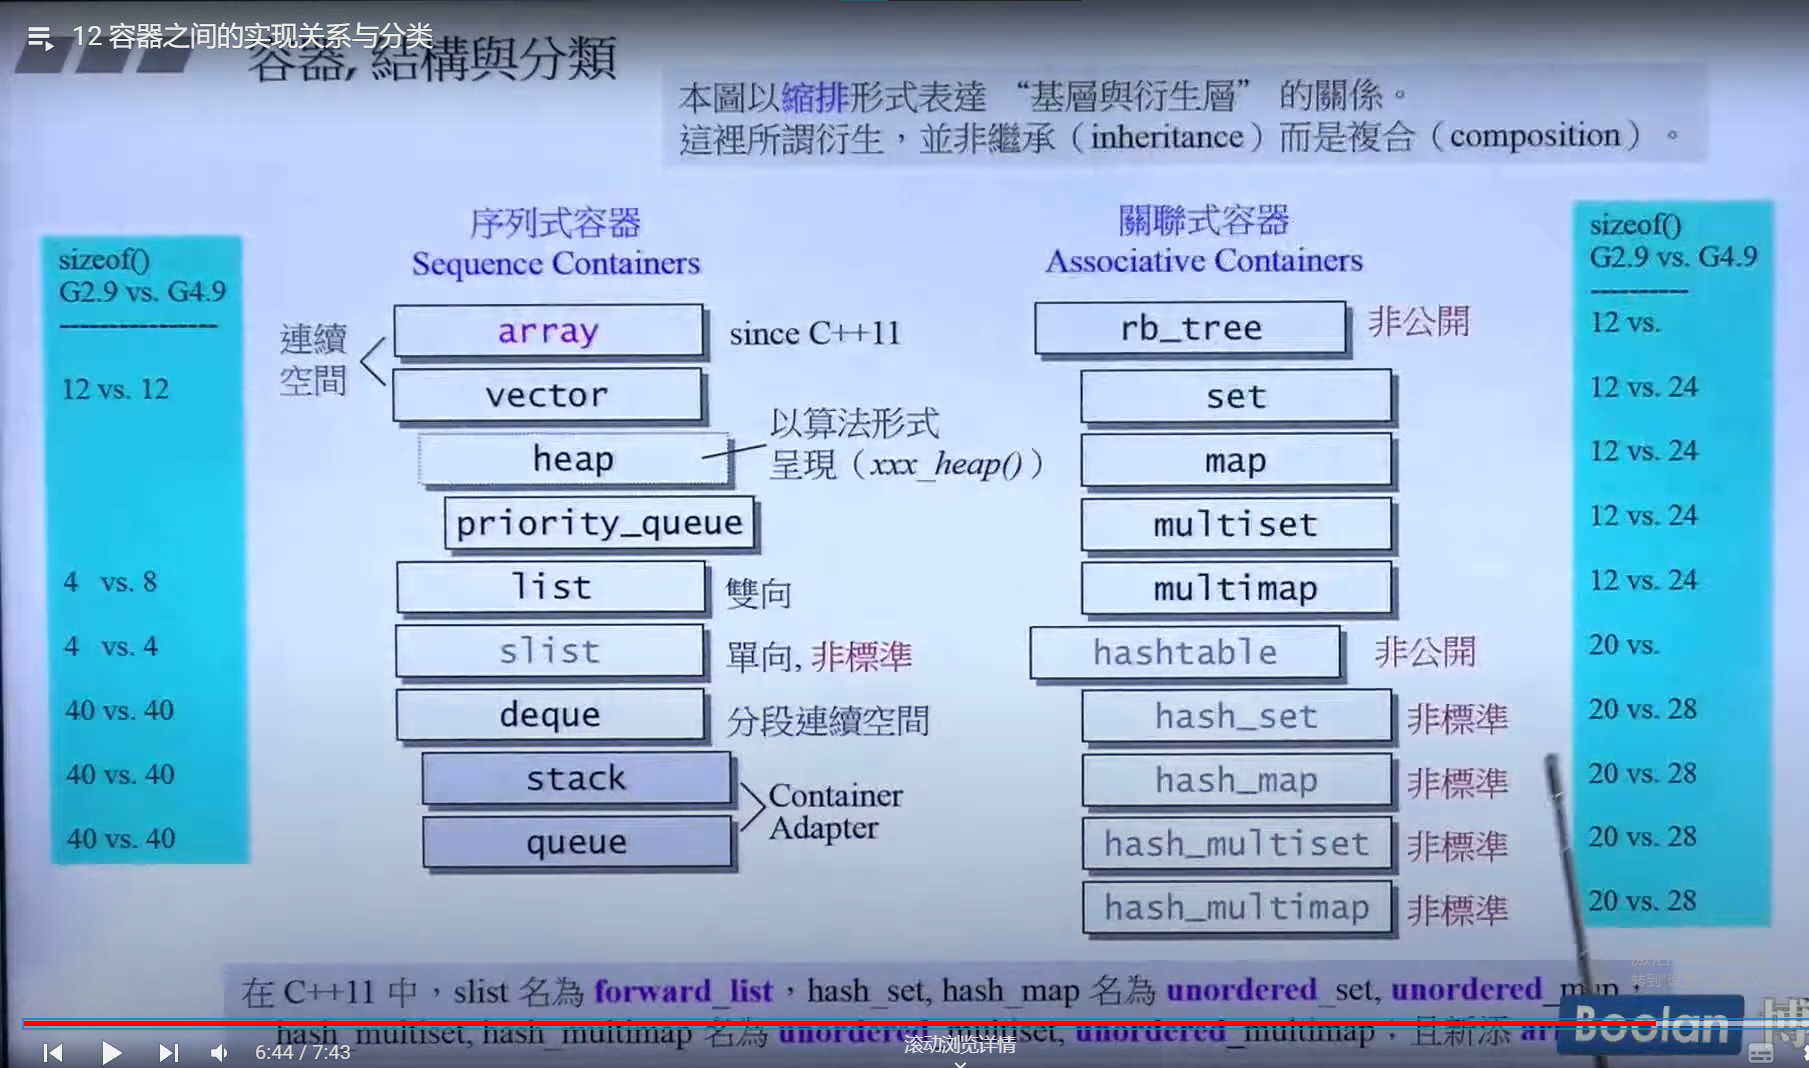 12 容器之间的实现关系与分类
容器, 結構與分類
本圖以縮排形式表達 “基層與衍生層” 的關係。
這裡所謂衍生，並非繼承（inheritance）而是複合（composition）。
序列式容器
Sequence Containers
關聯式容器
Associative Containers
sizeof()
G2.9 vs. G4.9
----------------
12 vs. 12
4 vs. 8
4 vs. 4
40 vs. 40
40 vs. 40
40 vs. 40
連續
空間
array
since C++11
vector
heap
以算法形式
呈現（xxx_heap()）
priority_queue
list
雙向
slist
單向, 非標準
deque
分段連續空間
stack
queue
Container
Adapter
rb_tree
非公開
set
map
multiset
multimap
hashtable
非公開
hash_set
非標準
hash_map
非標準
hash_multiset
非標準
hash_multimap
非標準
sizeof()
G2.9 vs. G4.9
----------
12 vs.
12 vs. 24
12 vs. 24
12 vs. 24
12 vs. 24
20 vs.
20 vs. 28
20 vs. 28
20 vs. 28
20 vs. 28
在 C++11 中，slist 名為 forward_list，hash_set, hash_map 名為 unordered_set, unordered_map，
hash_multiset, hash_multimap 名為 unordered_multiset, unordered_multimap；且新添
Boolan 博
6:44 / 7:43
滚动浏览详情